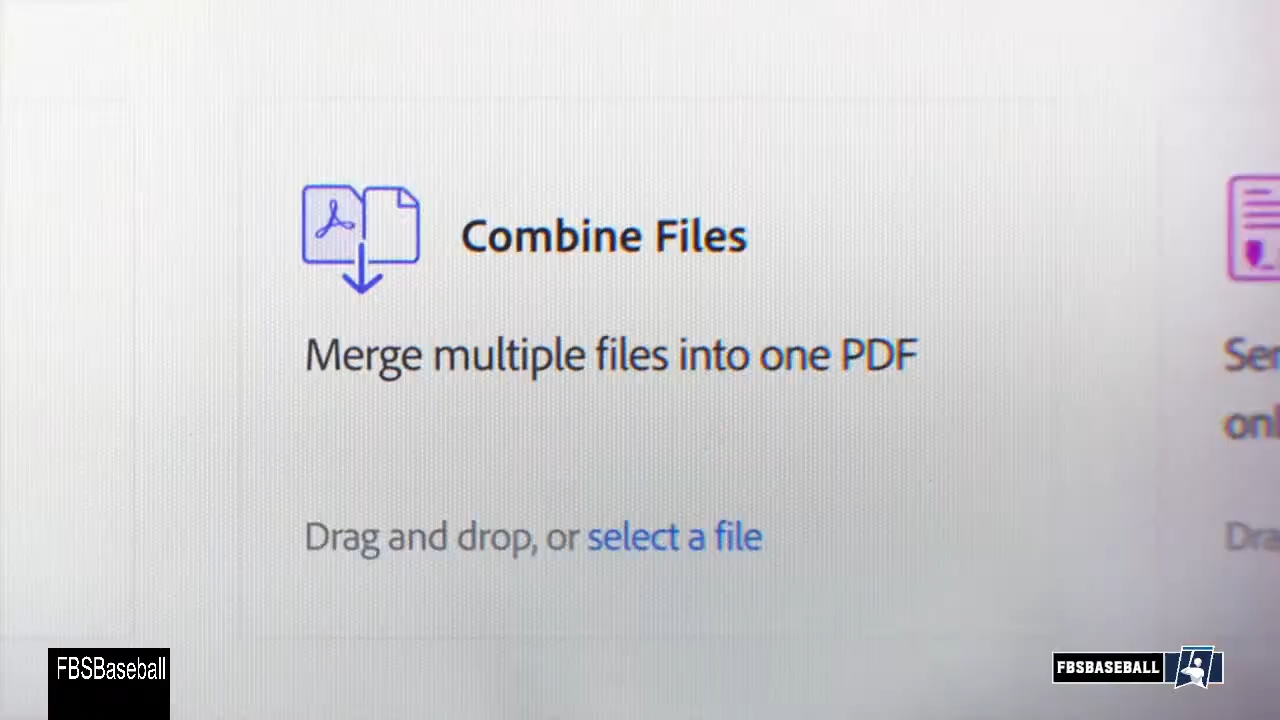 Combine Files
Merge multiple files into one PDF
Drag and drop, or select a file
FBSBaseball
FBSBASEBALL